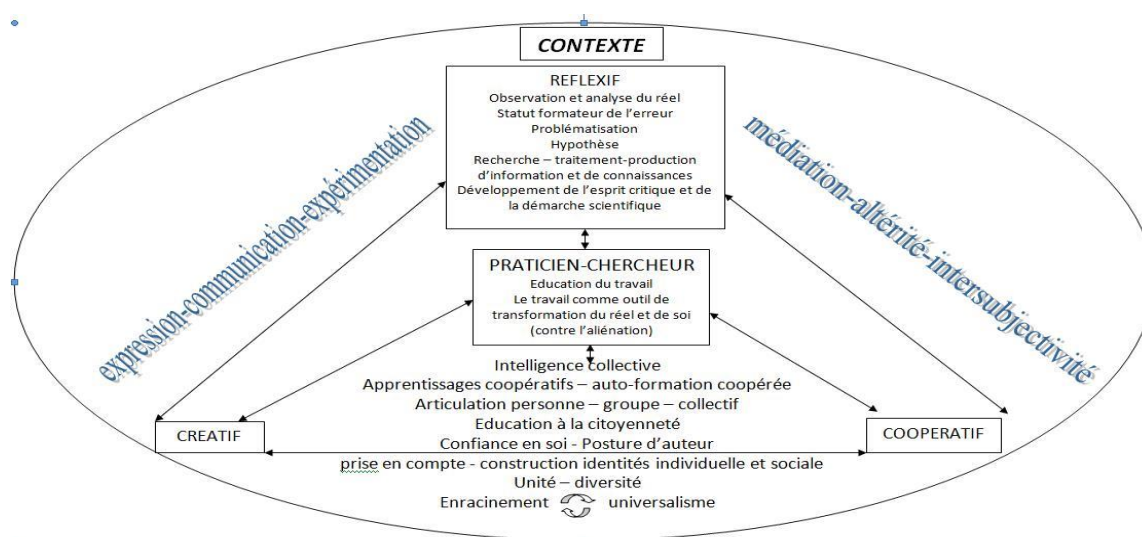 CONTEXTE
REFLEXIF
Observation et analyse du réel
Statut formateur de l'erreur
Problématisation
Hypothèse
Recherche – traitement-production
d'information et de connaissances
Développement de l'esprit critique et de
la démarche scientifique
expression-communication-expérimentation
médiation-altérité-intersubjectivité
PRATICIEN-CHERCHEUR
Education du travail
Le travail comme outil de
transformation du réel et de soi
(contre l'aliénation)
Intelligence collective
Apprentissages coopératifs – auto-formation coopérée
Articulation personne – groupe – collectif
Education à la citoyenneté
CREATIF
COOPERATIF
Confiance en soi - Posture d'auteur
prise en compte - construction identités individuelle et sociale
Unité – diversité
Enracinement universalisme